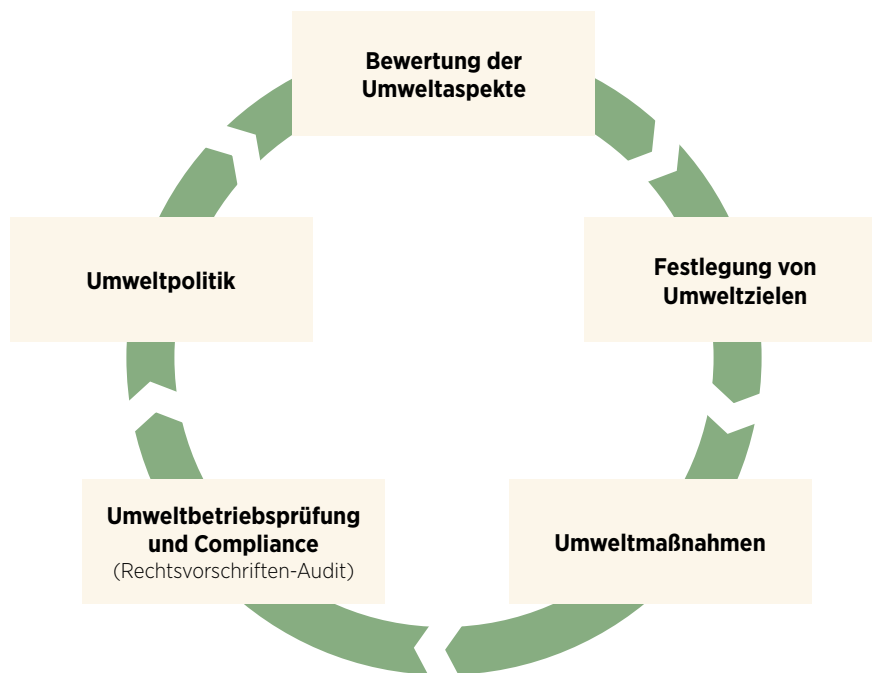 Bewertung der
Umweltaspekte
Umweltpolitik
Festlegung von
Umweltzielen
Umweltbetriebsprüfung
und Compliance
(Rechtsvorschriften-Audit)
Umweltmaßnahmen